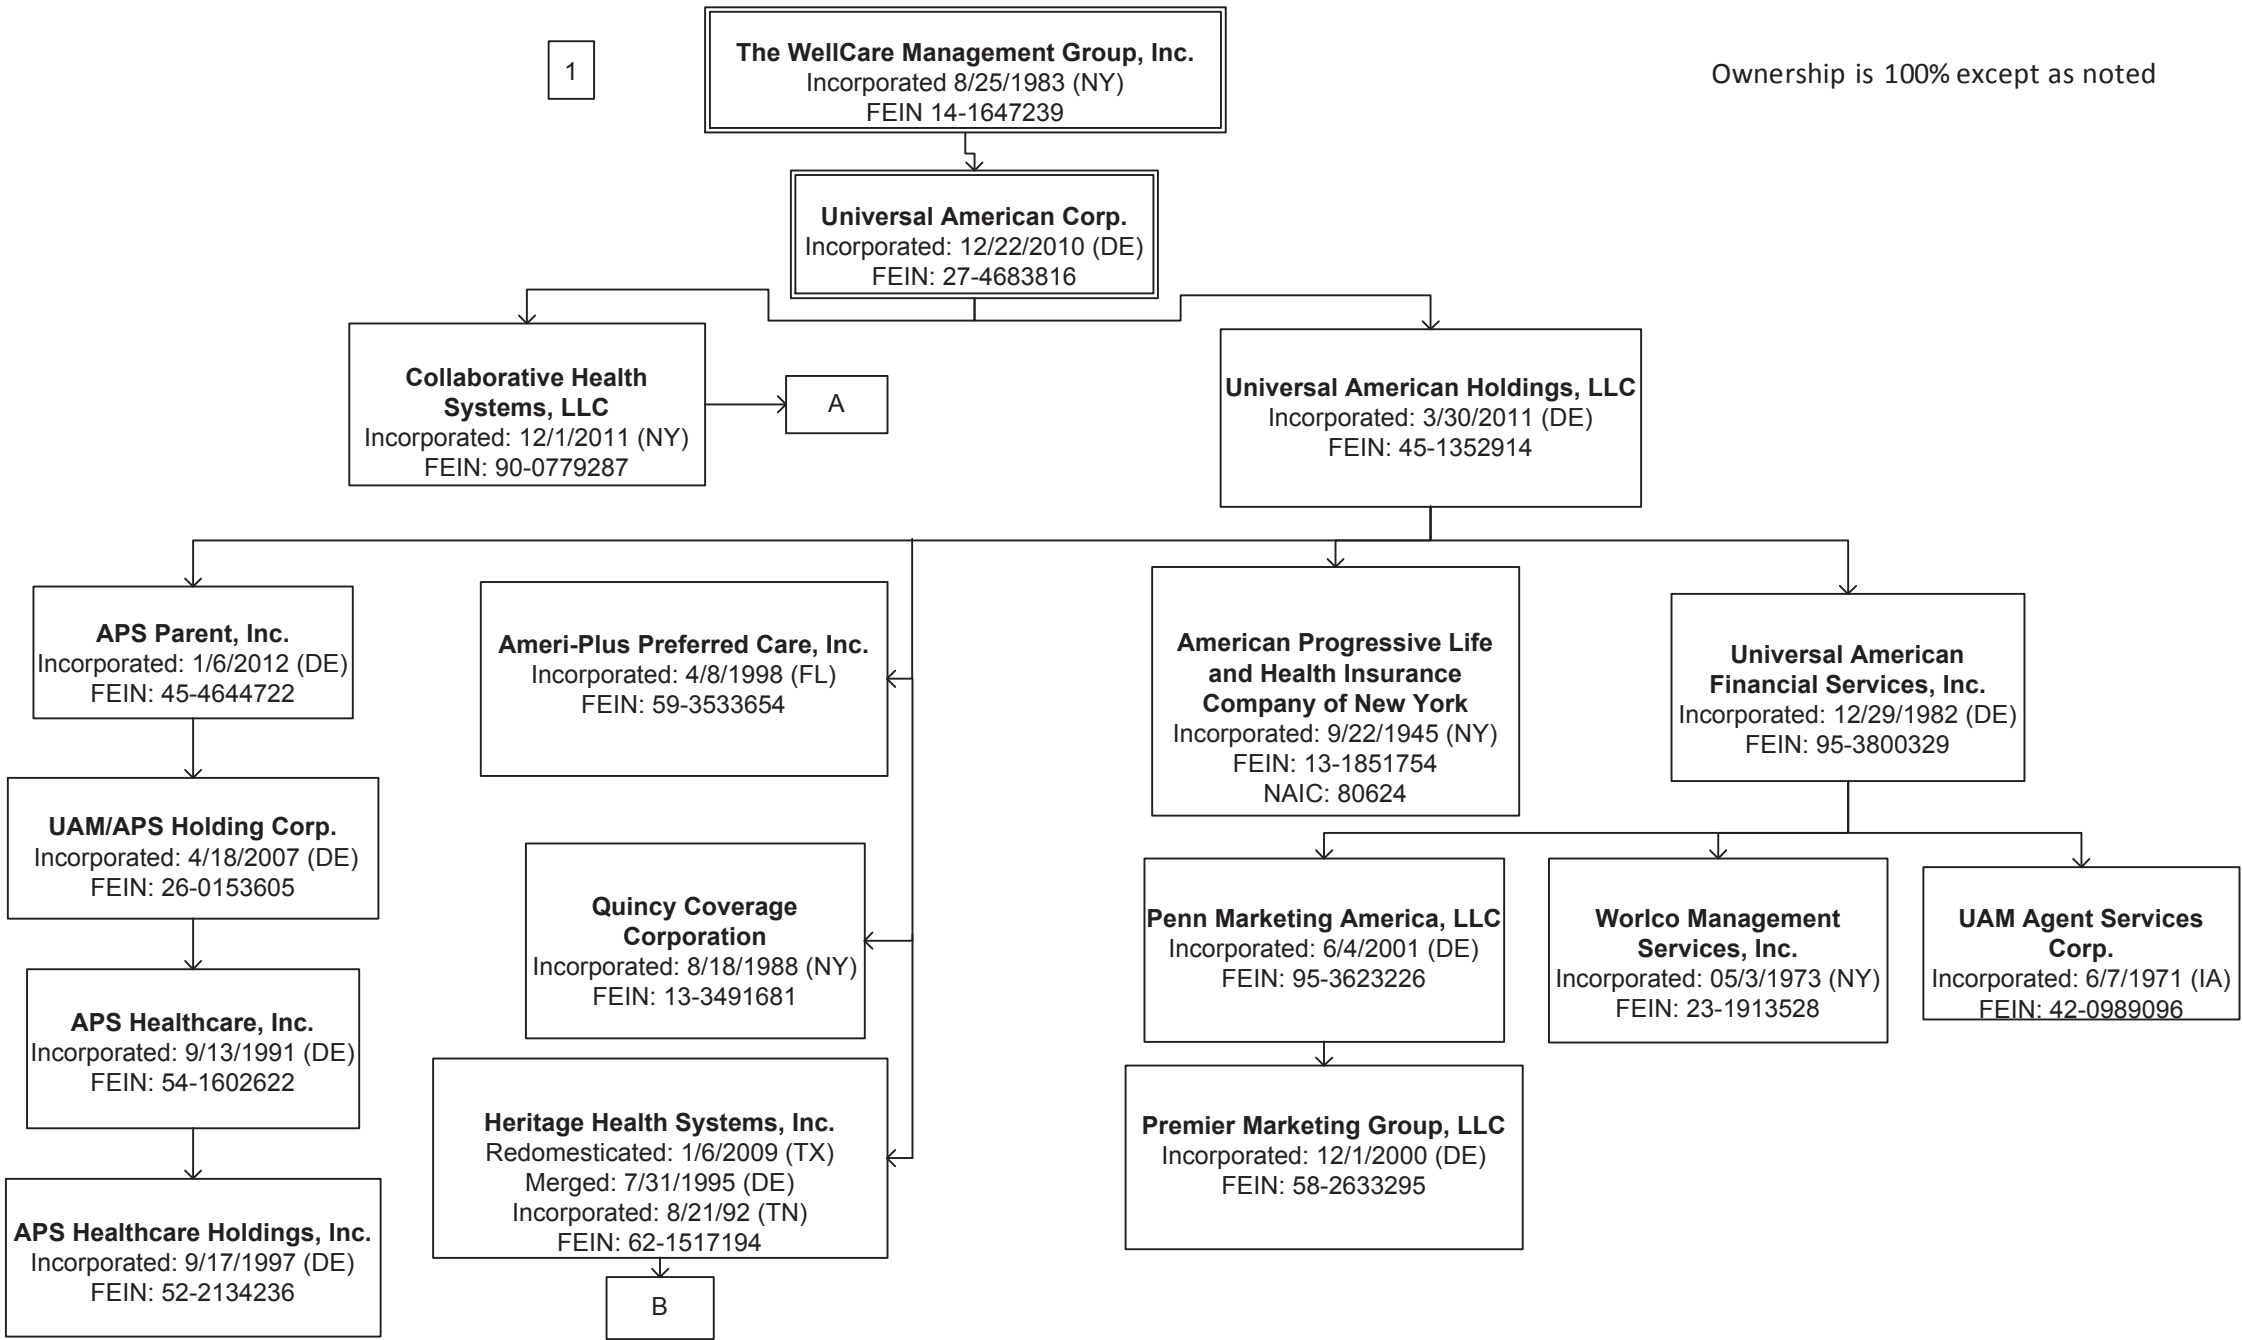 1
The WellCare Management Group, Inc.
Incorporated 8/25/1983 (NY)
FEIN 14-1647239
Ownership is 100% except as noted
Universal American Corp.
Incorporated: 12/22/2010 (DE)
FEIN: 27-4683816
Collaborative Health
Systems, LLC
Incorporated: 12/1/2011 (NY)
FEIN: 90-0779287
A
Universal American Holdings, LLC
Incorporated: 3/30/2011 (DE)
FEIN: 45-1352914
APS Parent, Inc.
Incorporated: 1/6/2012 (DE)
FEIN: 45-4644722
Ameri-Plus Preferred Care, Inc.
Incorporated: 4/8/1998 (FL)
FEIN: 59-3533654
American Progressive Life
and Health Insurance
Company of New York
Incorporated: 9/22/1945 (NY)
FEIN: 13-1851754
NAIC: 80624
Universal American
Financial Services, Inc.
Incorporated: 12/29/1982 (DE)
FEIN: 95-3800329
UAM/APS Holding Corp.
Incorporated: 4/18/2007 (DE)
FEIN: 26-0153605
Quincy Coverage
Corporation
Incorporated: 8/18/1988 (NY)
FEIN: 13-3491681
Penn Marketing America, LLC
Incorporated: 6/4/2001 (DE)
FEIN: 95-3623226
Worlco Management
Services, Inc.
Incorporated: 05/3/1973 (NY)
FEIN: 23-1913528
UAM Agent Services
Corp.
Incorporated: 6/7/1971 (IA)
FEIN: 42-0989096
APS Healthcare, Inc.
Incorporated: 9/13/1991 (DE)
FEIN: 54-1602622
Heritage Health Systems, Inc.
Redomesticated: 1/6/2009 (TX)
Merged: 7/31/1995 (DE)
Incorporated: 8/21/92 (TN)
FEIN: 62-1517194
Premier Marketing Group, LLC
Incorporated: 12/1/2000 (DE)
FEIN: 58-2633295
APS Healthcare Holdings, Inc.
Incorporated: 9/17/1997 (DE)
FEIN: 52-2134236
B